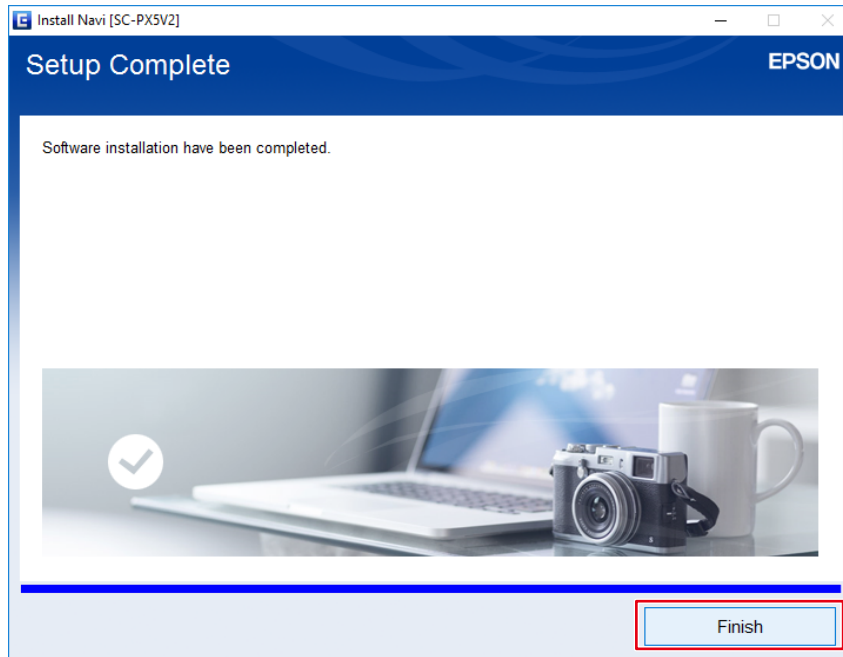 Install Navi [SC-PX5V2]
Setup Complete
EPSON
Software installation have been completed.
Finish